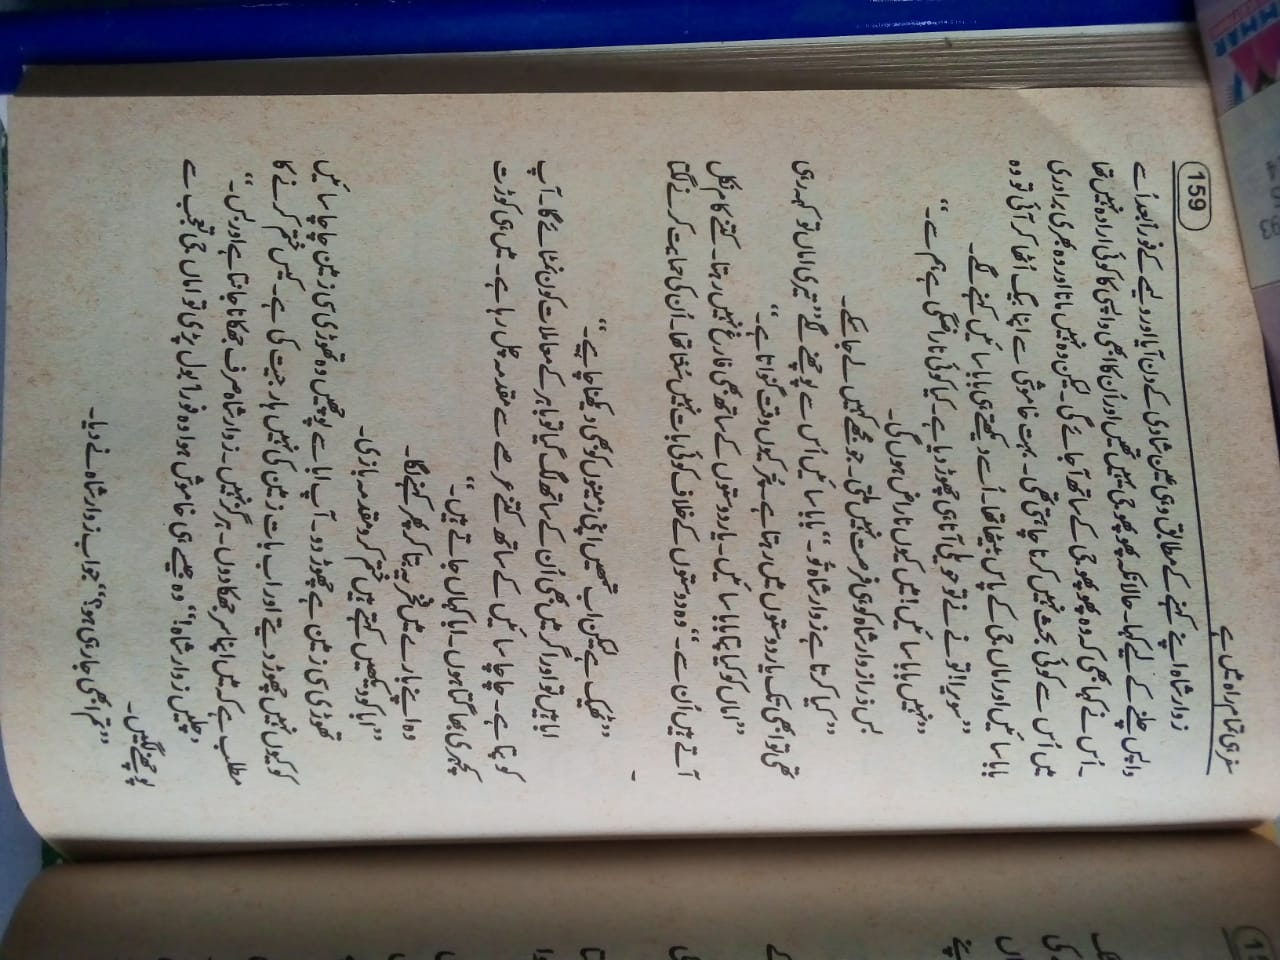 MMAR
93
سفر ہی تمام راہ میں ہے
159
زوار شاہ اپنے کہنے کے مطابق وہی عین شادی کے دن آیا اور ولیمے کے فوراً بعد اُسے
واپس چلنے کے لیے کہا۔ حالانکہ پھوپھو جی یہیں تھیں اور اُن کا ابھی واپسی کا کوئی ارادہ نہیں تھا
۔ اُس نے کہا بھی کہ وہ پھوپھو جی کے ساتھ آجائے گی۔ لیکن وہ نہیں مانا اور وہ بھری برادری
میں اُس سے کوئی بحث نہیں کرنا چاہتی تھی۔ بہت خاموشی سے اپنا بیگ اُٹھا کر آئی تو وہ
بابا سائیں اور اماں جی کے پاس بیٹھا تھا۔ اُسے دیکھتے ہی بابا سائیں کہنے لگے۔
”سویرا! تو نے نے تو حویلی آنا ہی چھوڑ دیا ہے۔ کیا کوئی ناراضگی ہے ہم سے۔“
”نہیں بابا سائیں! میں کیوں ناراض ہوں گی۔
بس ذرا زوار شاہ کو ہی فرصت نہیں ملتی۔ جو مجھے کہیں لے جا سکے۔
”کیا کرتا ہے زوار شاہ تُو۔“ بابا سائیں اُس سے پوچھنے لگے ”تیری اماں تو کہہ رہی
تھی تو ابھی تک یار دوستوں میں رہتا ہے۔ پُتر کیوں وقت گنواتا ہے۔“
”اماں کو کیا پتا بابا سائیں۔ یار دوستوں کے ساتھ بھی فارغ نہیں رہتا۔ کتنے کام نکل
آتے ہیں اُن سے۔“ وہ دوستوں کے خلاف کوئی بات نہیں سُنتا تھا۔ اُن کی حمایت کرنے لگتا
۔
”ٹھیک ہے لیکن اب تمھیں اپنی زمینوں کو بھی دیکھنا چاہیے۔“
ابا ہیں تو اور اگر میں بھی اُن کے ساتھ لگ گیا تو باہر کے معاملات کون نمٹائے گا۔ آپ
کو پتا ہے۔ چاچا سائیں کے ساتھ کتنے عرصے سے مقدمہ چل رہا ہے۔ میں ہی کوڑٹ
کچہری بھاگتا ہوں۔ ابا کہاں جاتے ہیں۔“
وہ اپنے بارے میں فخریہ بتا کر پھر کہنے لگا۔
”ابا کو دیکھیں کہتے ہیں ختم کرو مقدمہ بازی۔
تھوڑی سی زمین ہے چھوڑ دو۔ آپ ابا سے پوچھیں وہ تھوڑی سی زمین چاچا سائیں
کو کیوں نہیں چھوڑ دیتے اور اب بات زمین کی نہیں ہار جیت کی ہے۔ کیس ختم کرنے کا
مطلب ہے کہ میں اپنا سر جھکا دوں۔ ہرگز نہیں۔ زوار شاہ صرف جھکانا جانتا ہے اور بس۔“
’چلیں زوار شاہ!“ وہ جیسے ہی خاموش ہوا وہ فوراً بول پڑی تو اماں جی تعجب سے
پوچھنے لگیں۔
”تم ابھی جا رہی ہو؟“ جواب زوار شاہ نے دیا۔